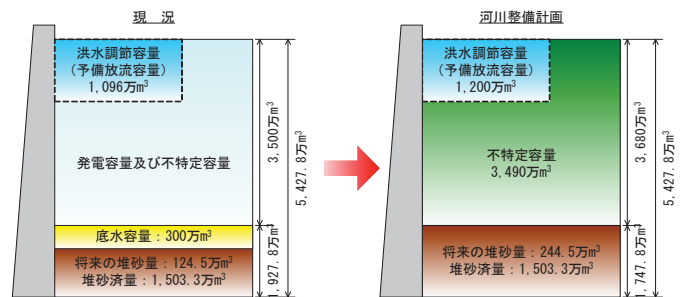 現　況
洪水調節容量
（予備放流容量）
1,096万m³
発電容量及び不特定容量
底水容量：300万m³
将来の堆砂量：124.5万m³
堆砂済量：1,503.3万m³
3,500万m³
1,927.8万m³
5,427.8万m³
河川整備計画
洪水調節容量
（予備放流容量）
1,200万m³
不特定容量
3,490万m³
将来の堆砂量：244.5万m³
堆砂済量：1,503.3万m³
3,680万m³
1,747.8万m³
5,427.8万m³